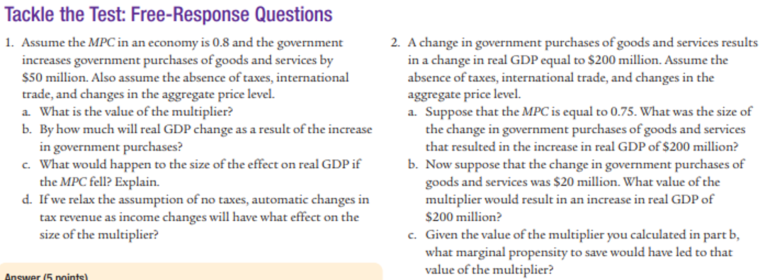 Tackle the Test: Free-Response Questions
1. Assume the MPC in an economy is 0.8 and the government
increases government purchases of goods and services by
$50 million. Also assume the absence of taxes, international
trade, and changes in the aggregate price level.
a. What is the value of the multiplier?
b. By how much will real GDP change as a result of the increase
in government purchases?
c. What would happen to the size of the effect on real GDP if
the MPC fell? Explain.
d. If we relax the assumption of no taxes, automatic changes in
tax revenue as income changes will have what effect on the
size of the multiplier?
Answer (5 points)
2. A change in government purchases of goods and services results
in a change in real GDP equal to $200 million. Assume the
absence of taxes, international trade, and changes in the
aggregate price level.
a. Suppose that the MPC is equal to 0.75. What was the size of
the change in government purchases of goods and services
that resulted in the increase in real GDP of $200 million?
b. Now suppose that the change in government purchases of
goods and services was $20 million. What value of the
multiplier would result in an increase in real GDP of
$200 million?
c. Given the value of the multiplier you calculated in part b,
what marginal propensity to save would have led to that
value of the multiplier?